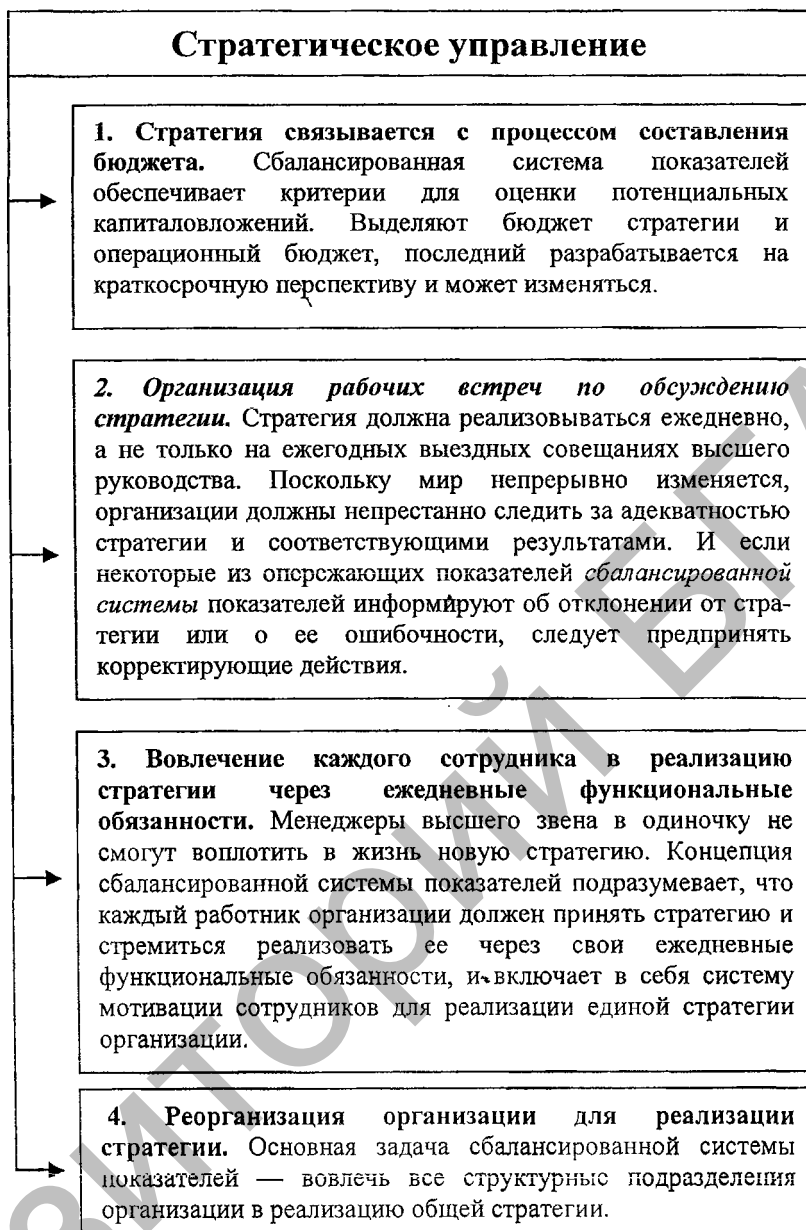 Стратегическое управление
1. Стратегия связывается с процессом составления
бюджета. Сбалансированная система показателей
обеспечивает критерии для оценки потенциальных
капиталовложений. Выделяют бюджет стратегии и
операционный бюджет, последний разрабатывается на
краткосрочную перспективу и может изменяться.
2. Организация рабочих встреч по обсуждению
стратегии. Стратегия должна реализовываться ежедневно,
а не только на ежегодных выездных совещаниях высшего
руководства. Поскольку мир непрерывно изменяется,
организации должны непрестанно следить за адекватностью
стратегии и соответствующими результатами. И если
некоторые из опережающих показателей сбалансированной
системы показателей информируют об отклонении от стра-
тегии или о ее ошибочности, следует предпринять
корректирующие действия.
3. Вовлечение каждого сотрудника в реализацию
стратегии через ежедневные функциональные
обязанности. Менеджеры высшего звена в одиночку не
смогут воплотить в жизнь новую стратегию. Концепция
сбалансированной системы показателей подразумевает, что
каждый работник организации должен принять стратегию и
стремиться реализовать ее через свои ежедневные
функциональные обязанности, и включает в себя систему
мотивации сотрудников для реализации единой стратегии
организации.
4. Реорганизация организации для реализации
стратегии. Основная задача сбалансированной системы
показателей — вовлечь все структурные подразделения
организации в реализацию общей стратегии.